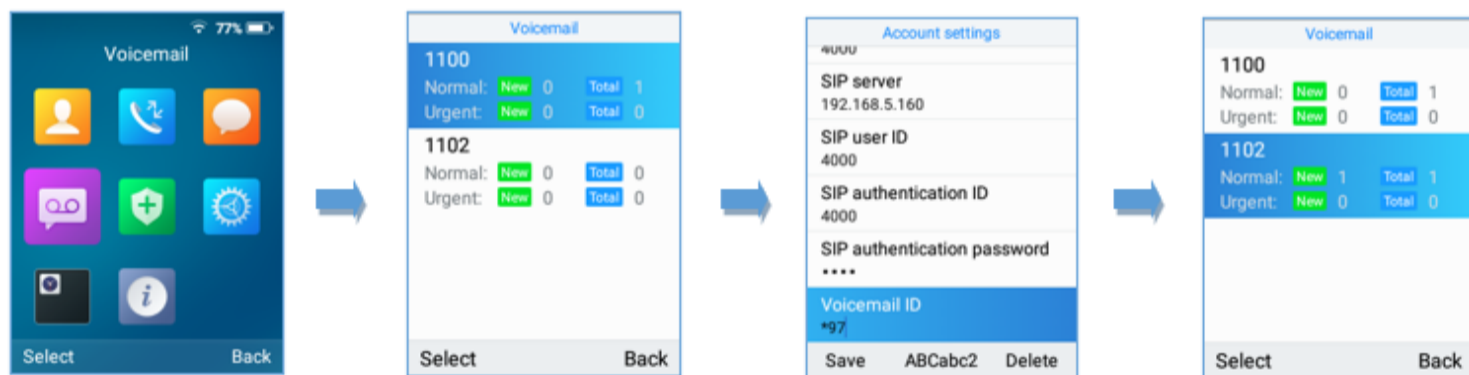 77%
Voicemail
Select Back
Voicemail
1100
Normal: New 0 Total 1
Urgent: New 0 Total 0
1102
Normal: New 0 Total 0
Urgent: New 0 Total 0
Select Back
Account settings
4000
SIP server
192.168.5.160
SIP user ID
4000
SIP authentication ID
4000
SIP authentication password
••••
Voicemail ID
*97
Save ABCabc2 Delete
Voicemail
1100
Normal: New 0 Total 1
Urgent: New 0 Total 0
1102
Normal: New 1 Total 1
Urgent: New 0 Total 0
Select Back